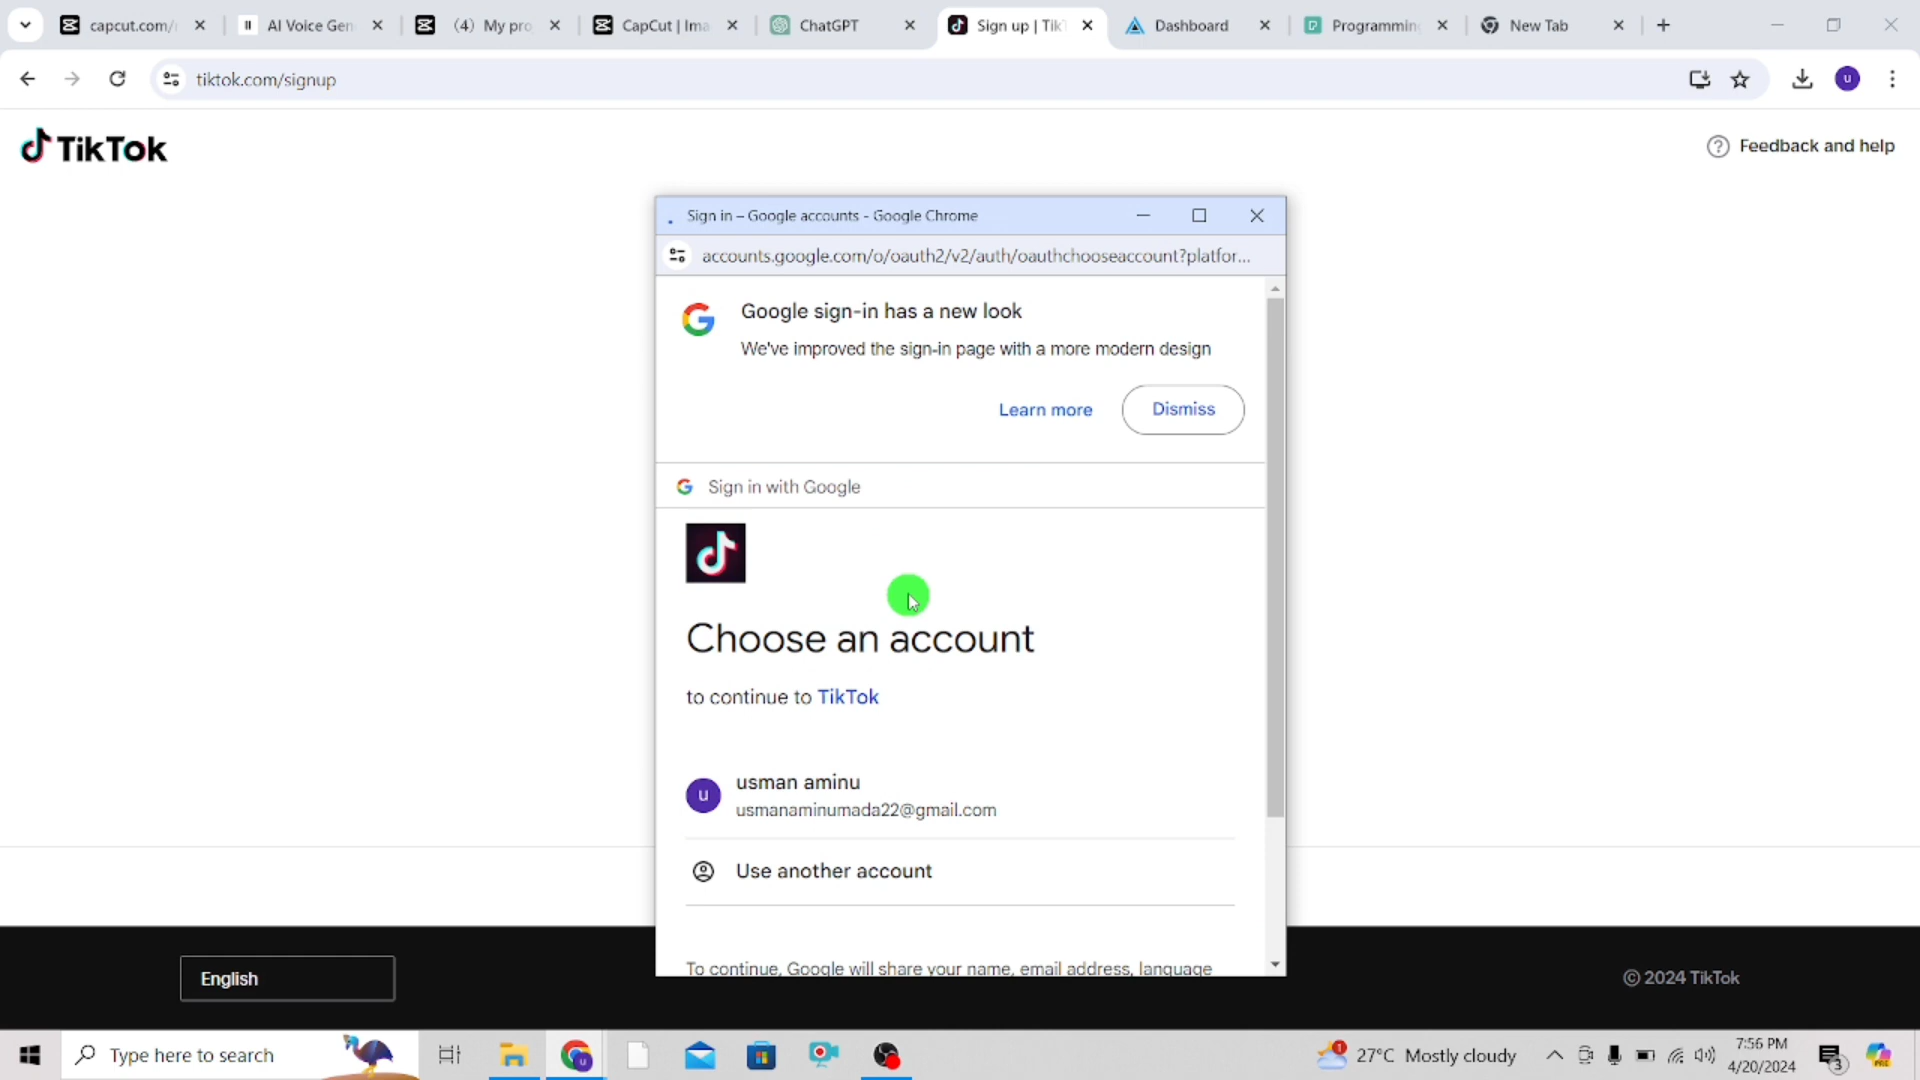 capcut.com/
AI Voice Gen
(4) My pro
CapCut | Ima
ChatGPT
Sign up | Tik
Dashboard
Programming
New Tab
tiktok.com/signup
u
TikTok
Feedback and help
Sign in – Google accounts - Google Chrome
accounts.google.com/o/oauth2/v2/auth/oauthchooseaccount?platfor...
Google sign-in has a new look
We've improved the sign-in page with a more modern design
Learn more
Dismiss
Sign in with Google
Choose an account
to continue to TikTok
u
usman aminu
usmanaminumada22@gmail.com
Use another account
To continue, Google will share your name, email address, language
English
© 2024 TikTok
Type here to search
27°C Mostly cloudy
7:56 PM
4/20/2024
3